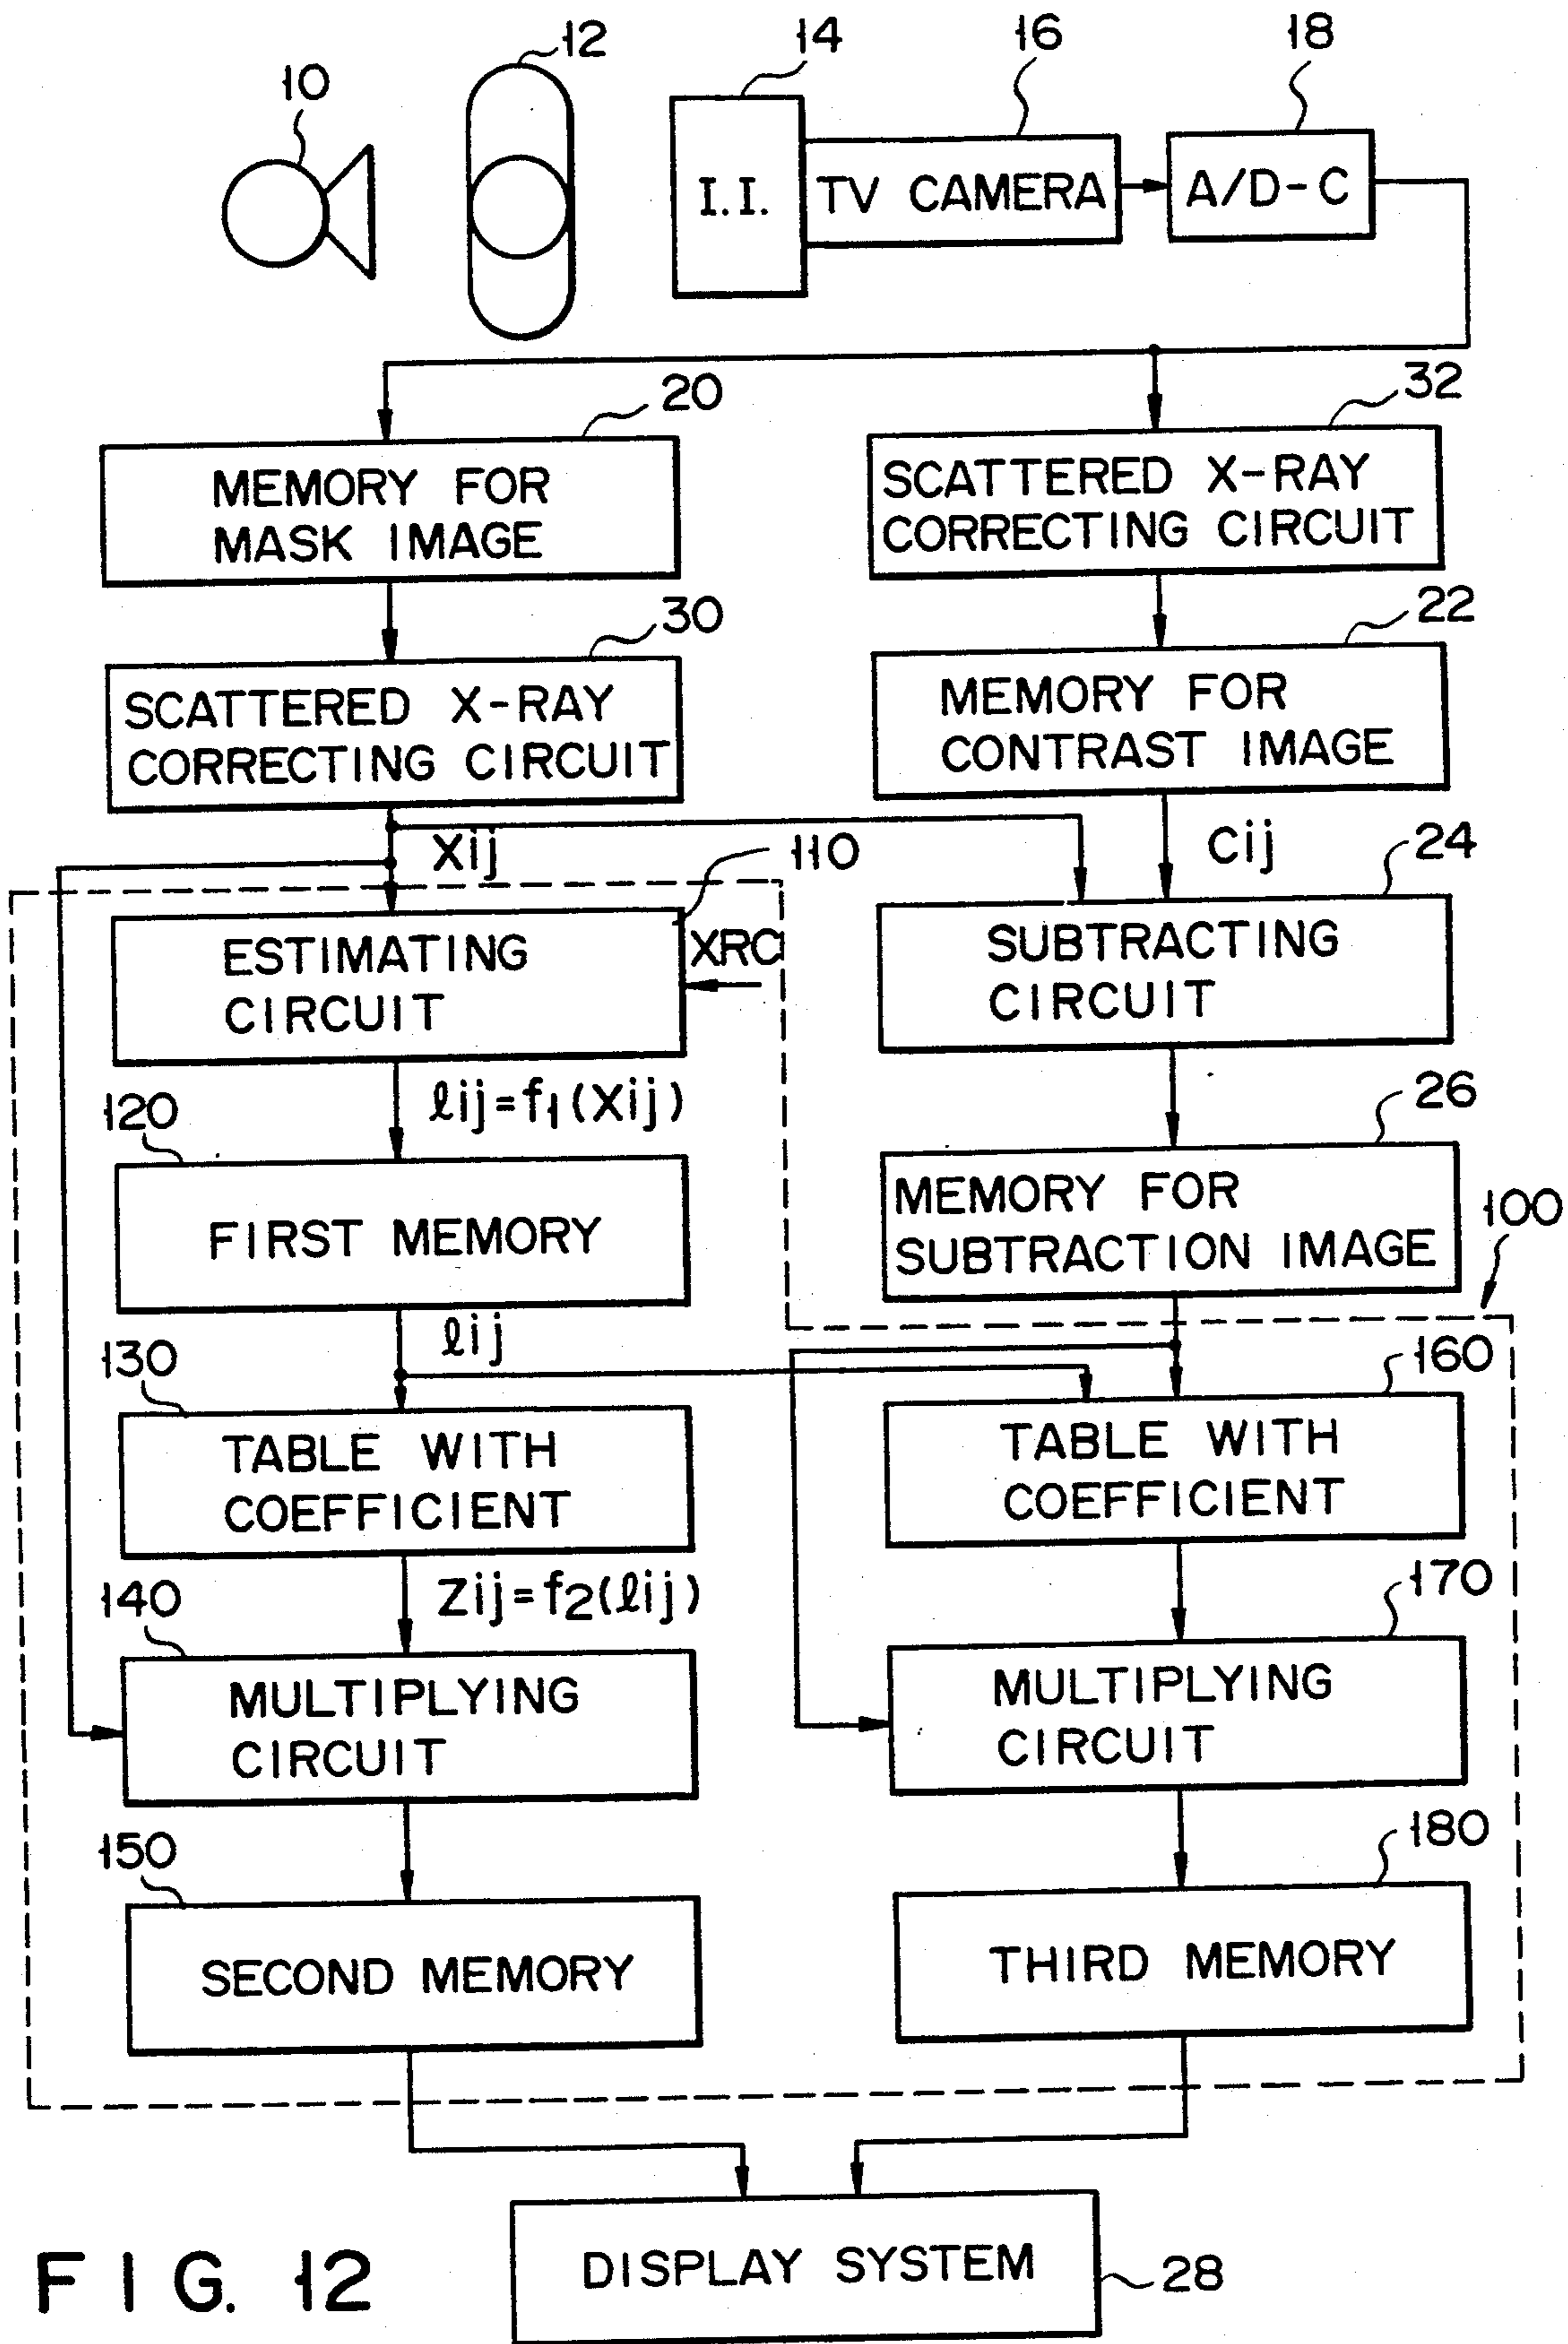 10
12
14
16
18
I.I.
TV CAMERA
A/D-C
20
32
MEMORY FOR
MASK IMAGE
SCATTERED X-RAY
CORRECTING CIRCUIT
30
22
SCATTERED X-RAY
CORRECTING CIRCUIT
MEMORY FOR
CONTRAST IMAGE
Xij
110
Cij
24
ESTIMATING
CIRCUIT
XRC
SUBTRACTING
CIRCUIT
ℓij=f1(Xij)
120
26
FIRST MEMORY
MEMORY FOR
SUBTRACTION IMAGE
100
ℓij
130
160
TABLE WITH
COEFFICIENT
TABLE WITH
COEFFICIENT
Zij=f2(ℓij)
140
170
MULTIPLYING
CIRCUIT
MULTIPLYING
CIRCUIT
150
180
SECOND MEMORY
THIRD MEMORY
DISPLAY SYSTEM
28
FIG. 12